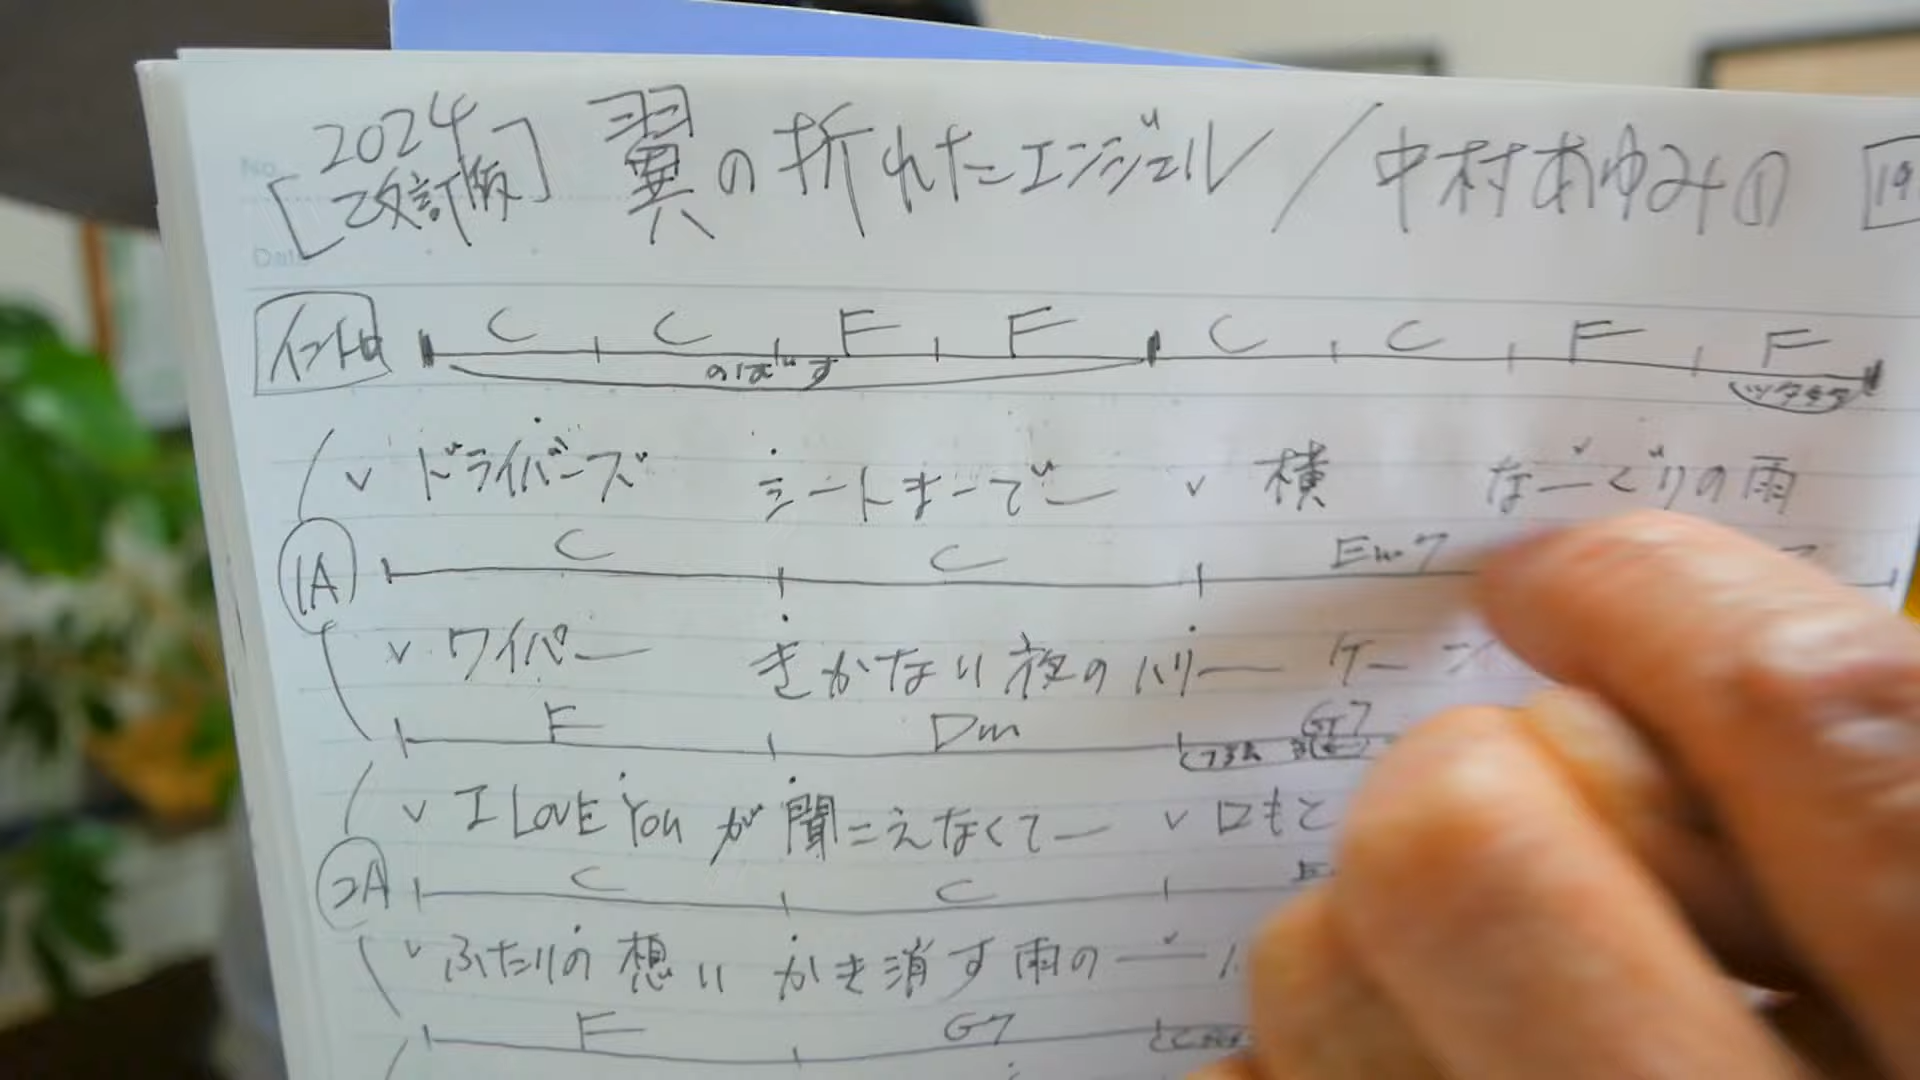 No.
[2024 改訂版] 翼の折れたエンジェル / 中村あゆみ ①
Date
イントロ C C F F C C F F
のばす ツタタタ
∨ ドライバーズ シートまーでー ∨ 横 なーぐりの雨
1A C C Em7
∨ ワイパー きかない夜のハリー ケーン
F Dm G7
∨ I LOVE YOU が 聞こえなくてー ∨ 口もと
2A C C
∨ ふたりの想い かき消す雨のー
F G7